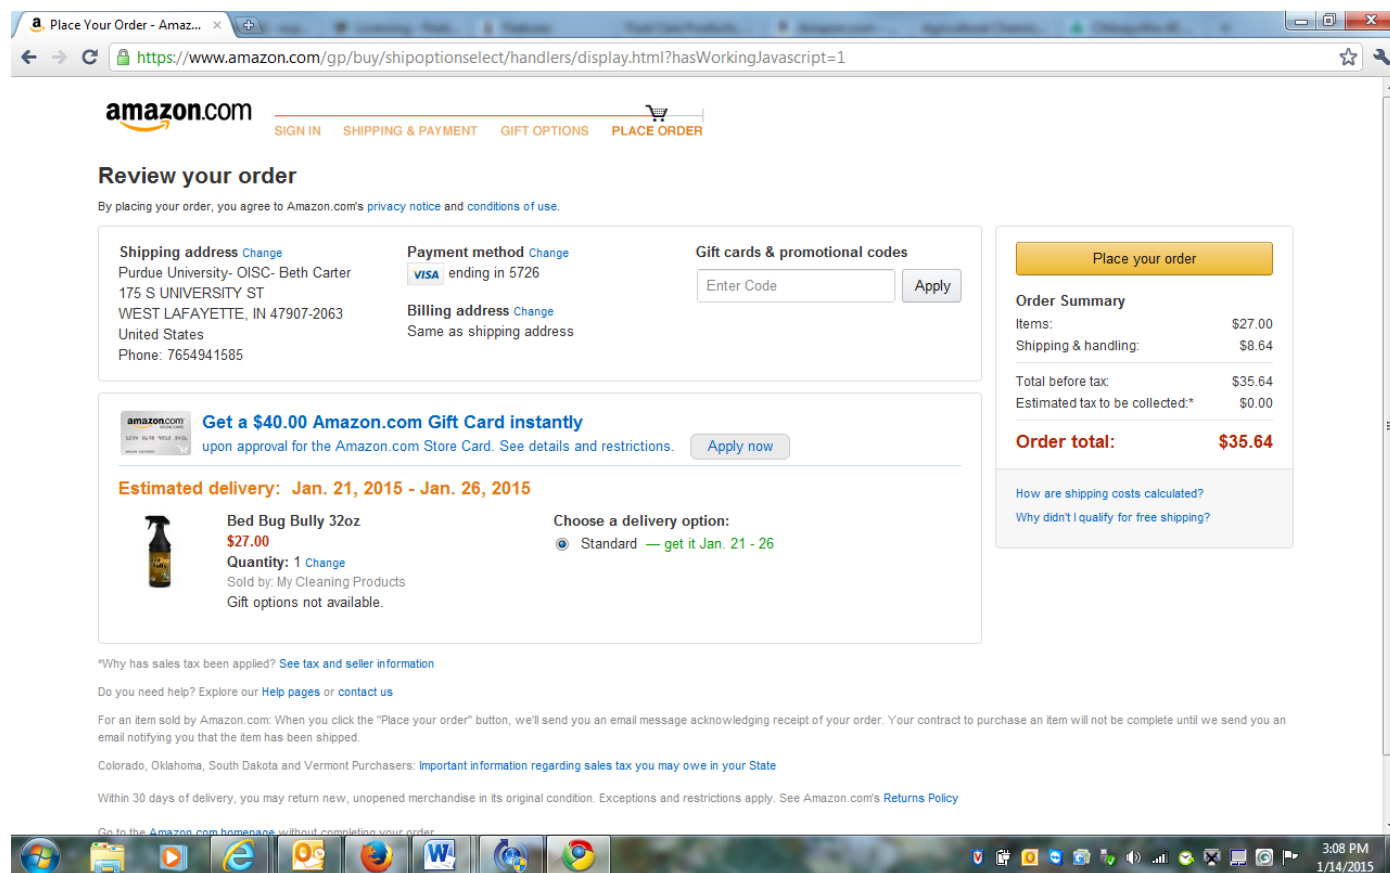 Place Your Order - Amaz...
https://www.amazon.com/gp/buy/shipoptionselect/handlers/display.html?hasWorkingJavascript=1
amazon.com
SIGN IN SHIPPING & PAYMENT GIFT OPTIONS PLACE ORDER
Review your order
By placing your order, you agree to Amazon.com's privacy notice and conditions of use.
Shipping address Change
Purdue University- OISC- Beth Carter
175 S UNIVERSITY ST
WEST LAFAYETTE, IN 47907-2063
United States
Phone: 7654941585
Payment method Change
VISA ending in 5726
Billing address Change
Same as shipping address
Gift cards & promotional codes
Enter Code Apply
Place your order
Order Summary
Items: $27.00
Shipping & handling: $8.64
Total before tax: $35.64
Estimated tax to be collected:* $0.00
Order total: $35.64
How are shipping costs calculated?
Why didn't I qualify for free shipping?
amazon.com
Get a $40.00 Amazon.com Gift Card instantly
upon approval for the Amazon.com Store Card. See details and restrictions. Apply now
Estimated delivery: Jan. 21, 2015 - Jan. 26, 2015
Bed Bug Bully 32oz
$27.00
Quantity: 1 Change
Sold by: My Cleaning Products
Gift options not available.
Choose a delivery option:
Standard — get it Jan. 21 - 26
*Why has sales tax been applied? See tax and seller information
Do you need help? Explore our Help pages or contact us
For an item sold by Amazon.com: When you click the "Place your order" button, we'll send you an email message acknowledging receipt of your order. Your contract to purchase an item will not be complete until we send you an
email notifying you that the item has been shipped.
Colorado, Oklahoma, South Dakota and Vermont Purchasers: Important information regarding sales tax you may owe in your State
Within 30 days of delivery, you may return new, unopened merchandise in its original condition. Exceptions and restrictions apply. See Amazon.com's Returns Policy
Go to the Amazon.com homepage without completing your order.
3:08 PM
1/14/2015